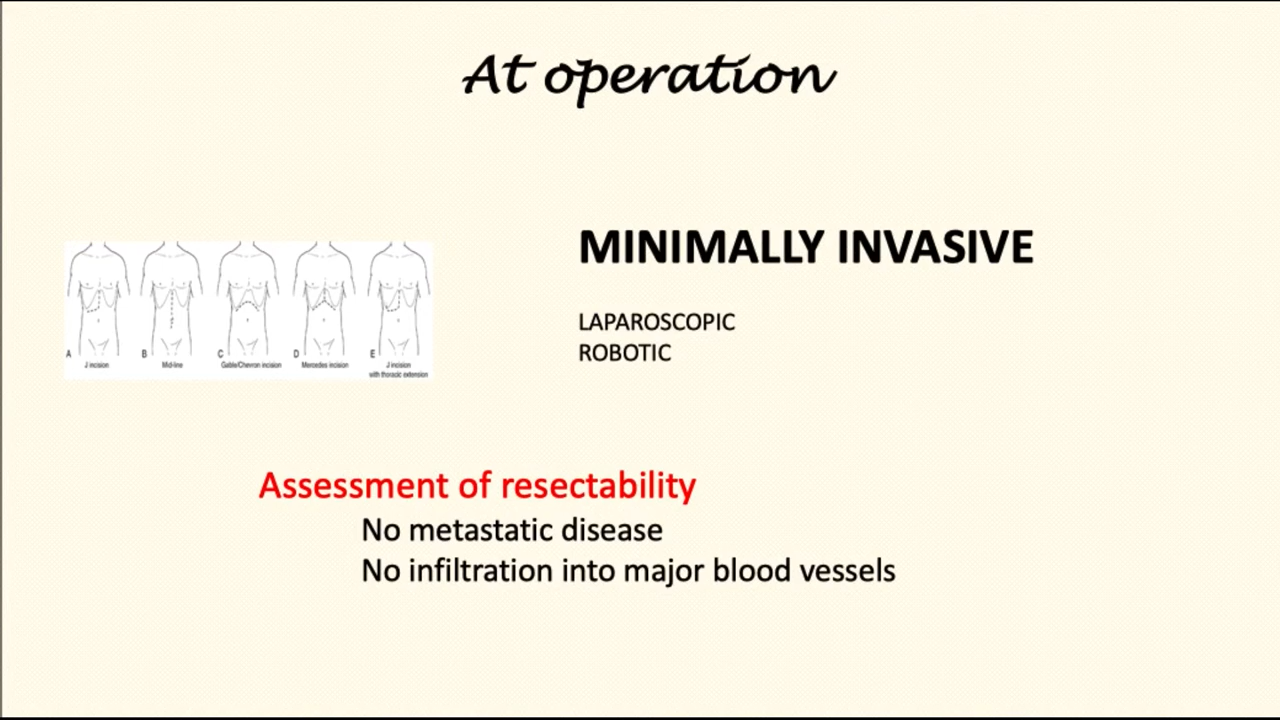 At operation
MINIMALLY INVASIVE
LAPAROSCOPIC
ROBOTIC
A
J incision
B
Mid-line
C
Gable/Chevron incision
D
Mercedes incision
E
J incision
with thoracic extension
Assessment of resectability
No metastatic disease
No infiltration into major blood vessels